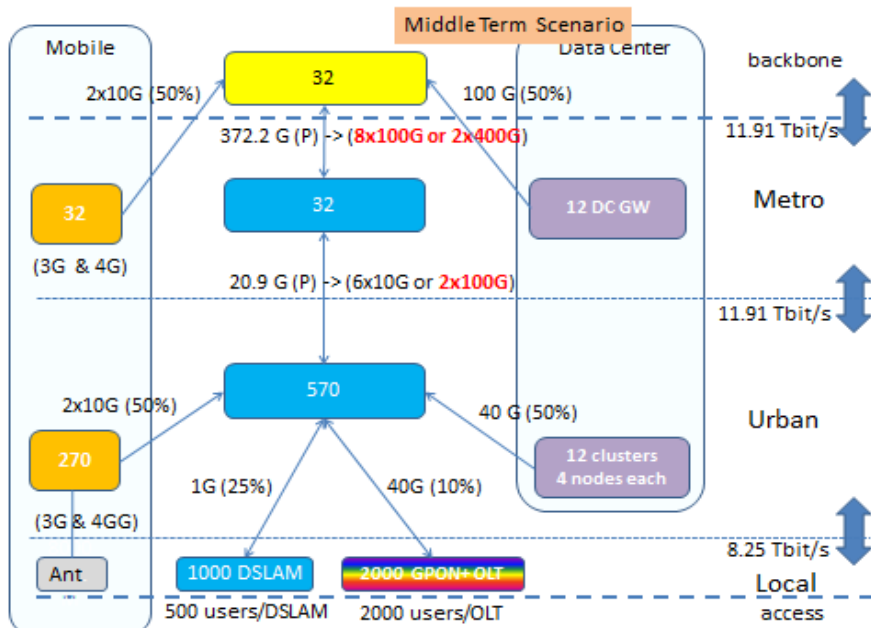 Middle Term Scenario
Mobile
Data Center
backbone
32
2x10G (50%)
100 G (50%)
11.91 Tbit/s
372.2 G (P) -> (8x100G or 2x400G)
32
32
12 DC GW
Metro
(3G & 4G)
20.9 G (P) -> (6x10G or 2x100G)
11.91 Tbit/s
570
2x10G (50%)
40 G (50%)
Urban
270
12 clusters
4 nodes each
1G (25%)
40G (10%)
(3G & 4GG)
8.25 Tbit/s
Ant
1000 DSLAM
2000 GPON+ OLT
Local
500 users/DSLAM
2000 users/OLT
access